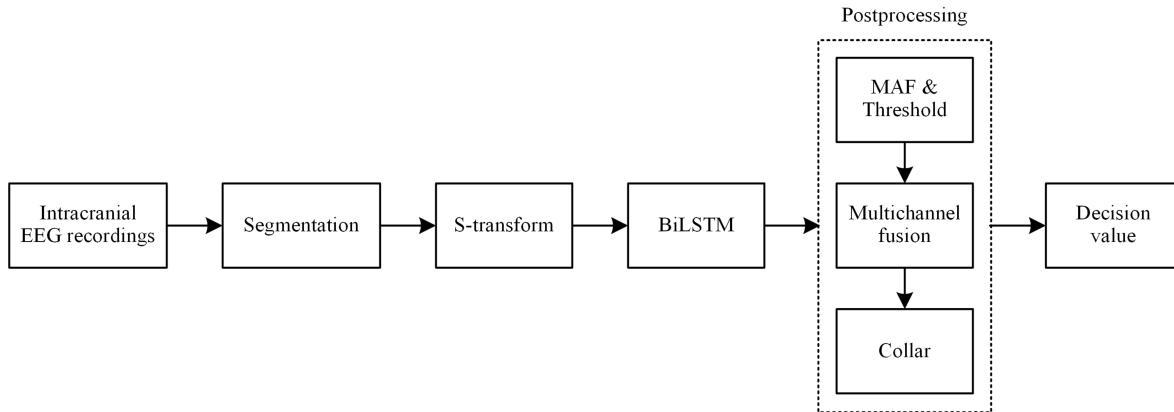 Postprocessing
MAF &
Threshold
Intracranial
EEG recordings
Segmentation
S-transform
BiLSTM
Multichannel
fusion
Decision
value
Collar